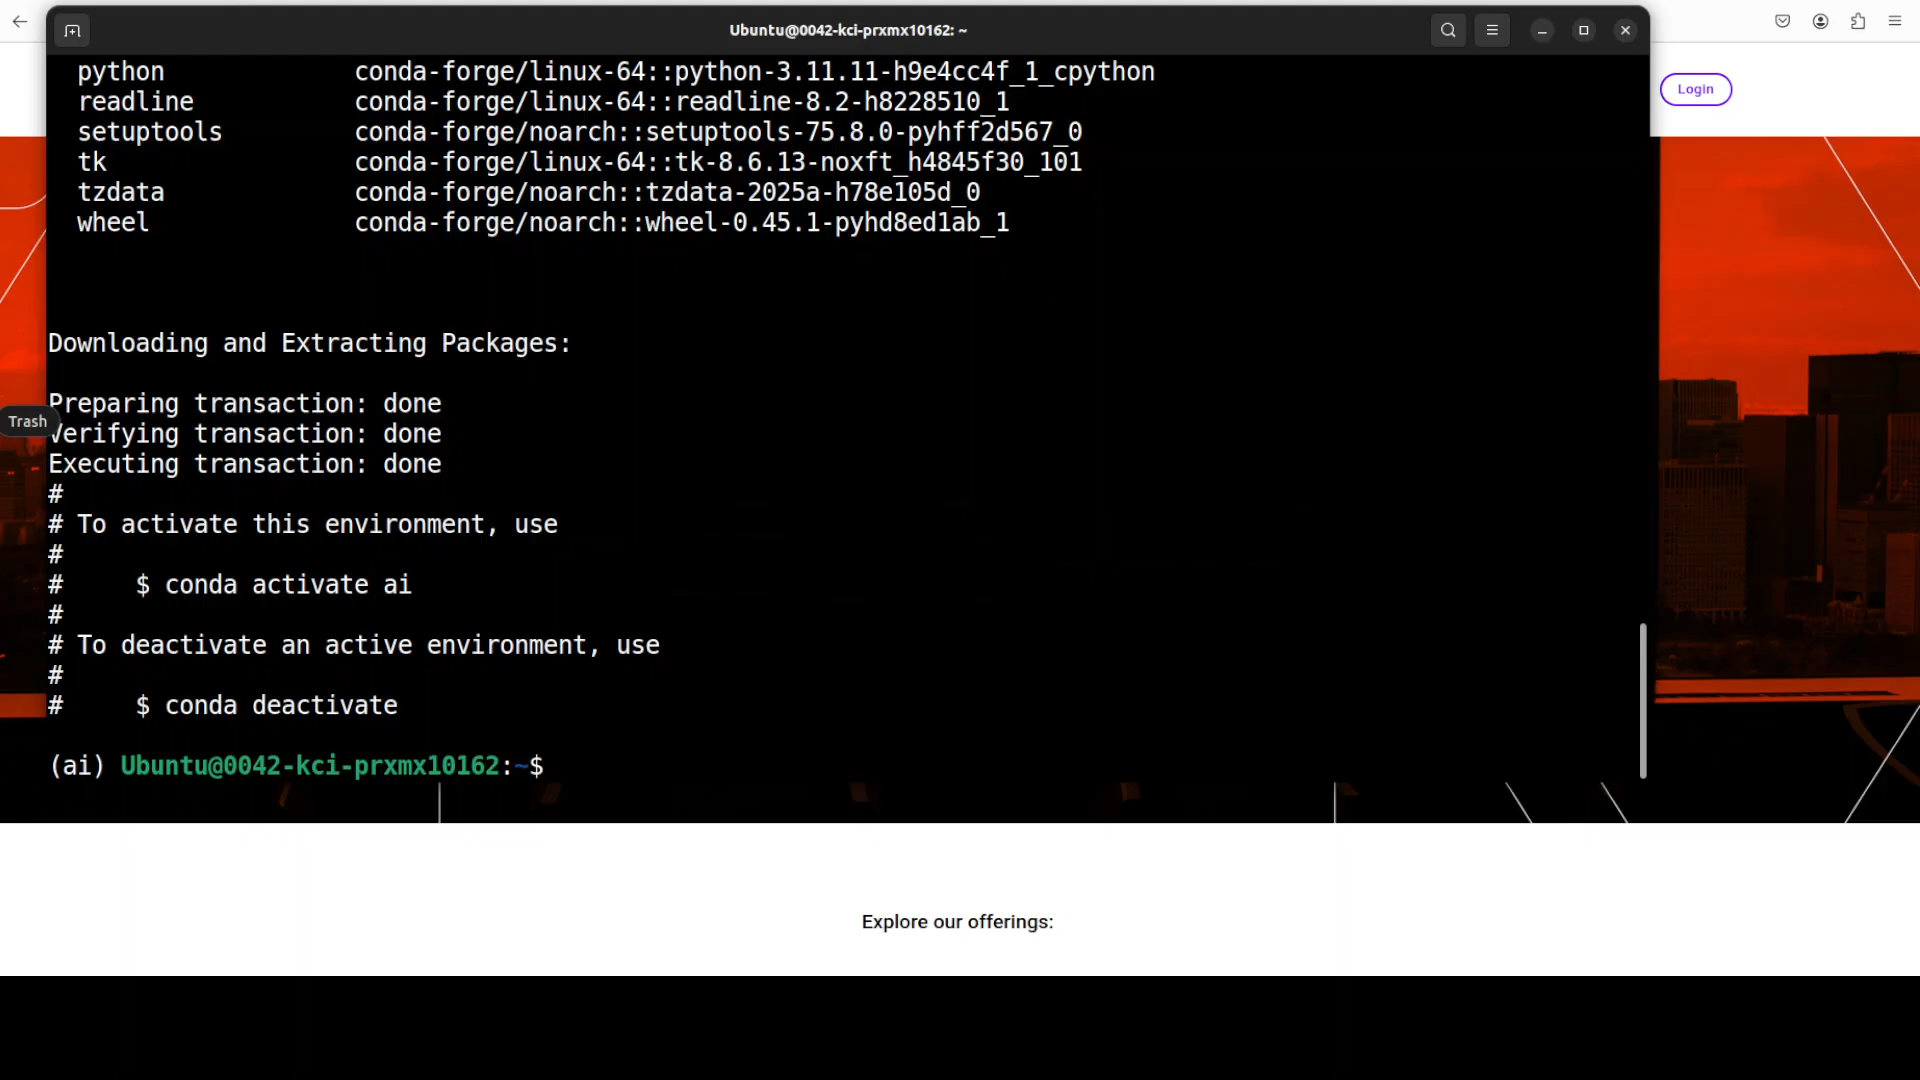 Ubuntu@0042-kci-prxmx10162: ~
Login
python conda-forge/linux-64::python-3.11.11-h9e4cc4f_1_cpython
readline conda-forge/linux-64::readline-8.2-h8228510_1
setuptools conda-forge/noarch::setuptools-75.8.0-pyhff2d567_0
tk conda-forge/linux-64::tk-8.6.13-noxft_h4845f30_101
tzdata conda-forge/noarch::tzdata-2025a-h78e105d_0
wheel conda-forge/noarch::wheel-0.45.1-pyhd8ed1ab_1
Downloading and Extracting Packages:
Preparing transaction: done
Trash
Verifying transaction: done
Executing transaction: done
#
# To activate this environment, use
#
# $ conda activate ai
#
# To deactivate an active environment, use
#
# $ conda deactivate
(ai) Ubuntu@0042-kci-prxmx10162:~$
Explore our offerings: